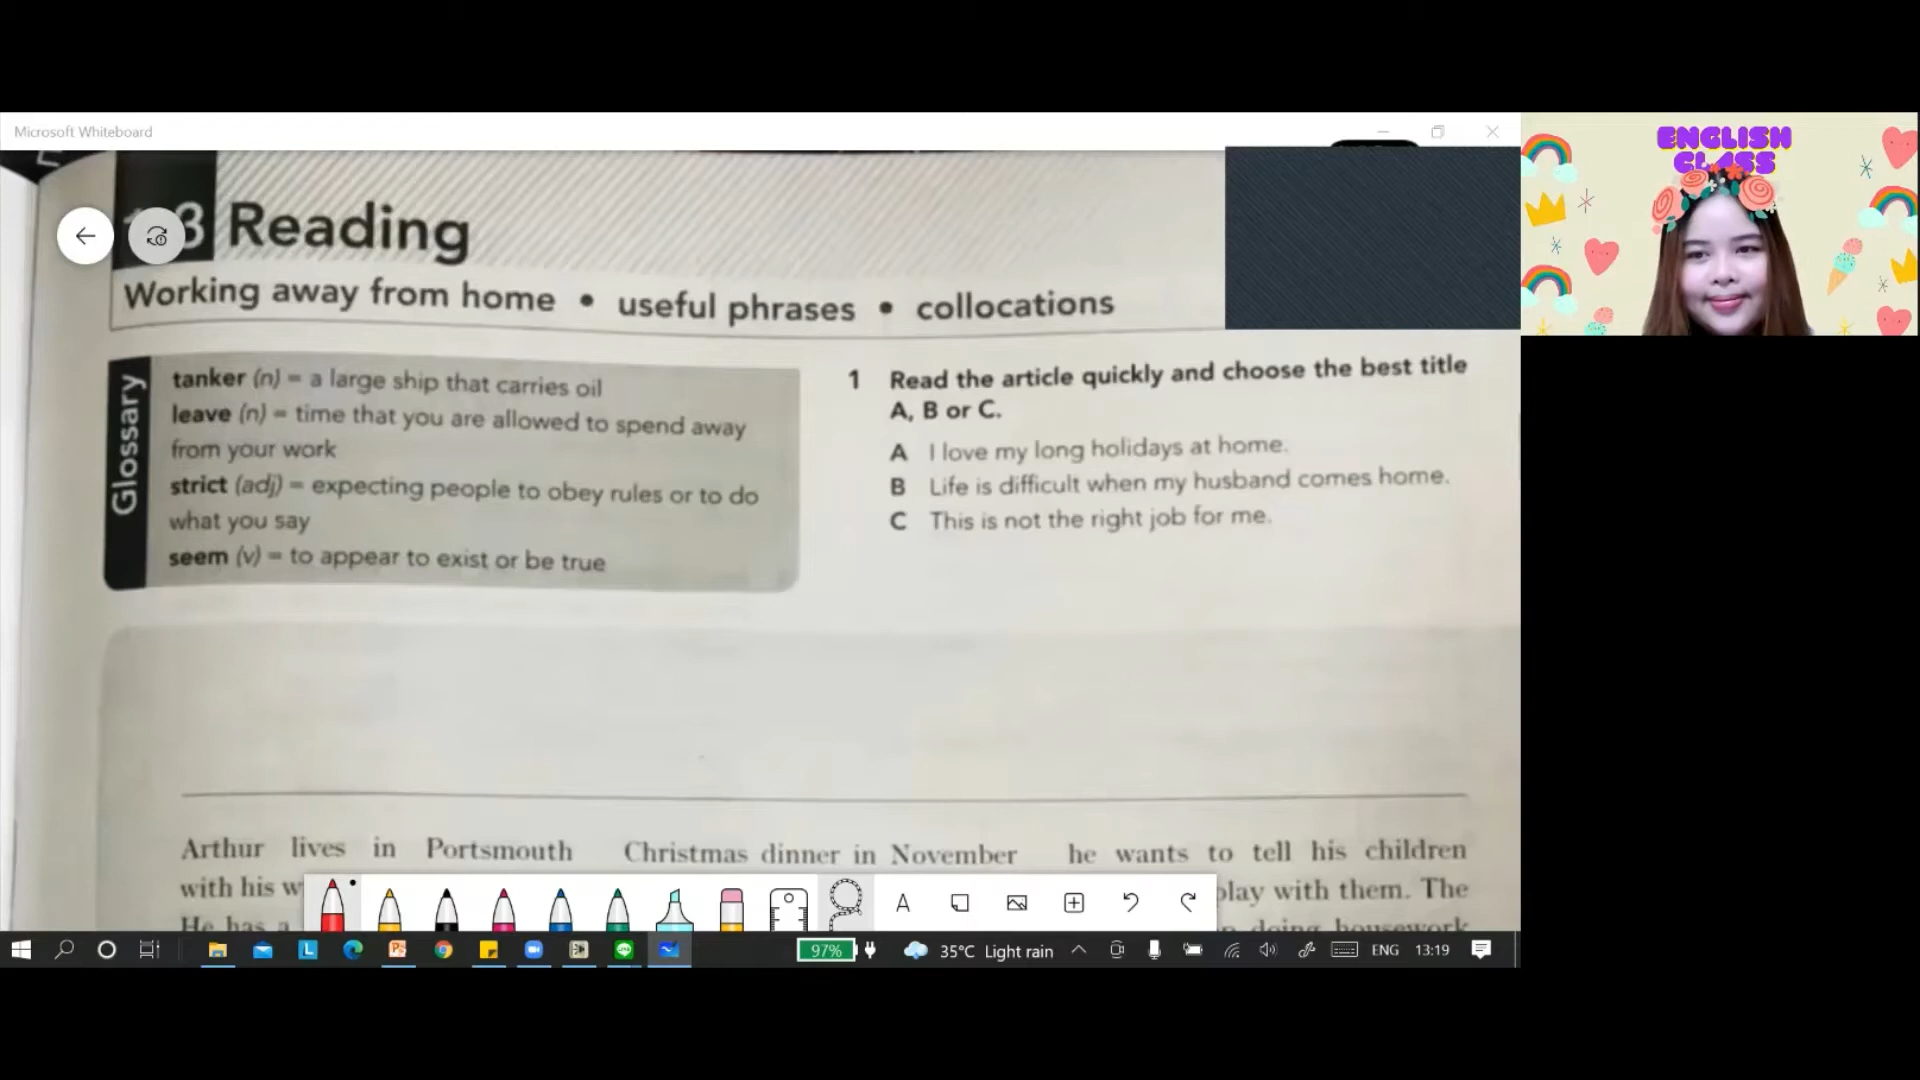 Microsoft Whiteboard
ENGLISH
CLASS
3 Reading
Working away from home • useful phrases • collocations
Glossary
tanker (n) = a large ship that carries oil
leave (n) = time that you are allowed to spend away
from your work
strict (adj) = expecting people to obey rules or to do
what you say
seem (v) = to appear to exist or be true
1 Read the article quickly and choose the best title
A, B or C.
A I love my long holidays at home.
B Life is difficult when my husband comes home.
C This is not the right job for me.
Arthur lives in Portsmouth
with his
He has a
Christmas dinner in November
he wants to tell his children
play with them. The
doing housework
97%
35°C Light rain
ENG
13:19